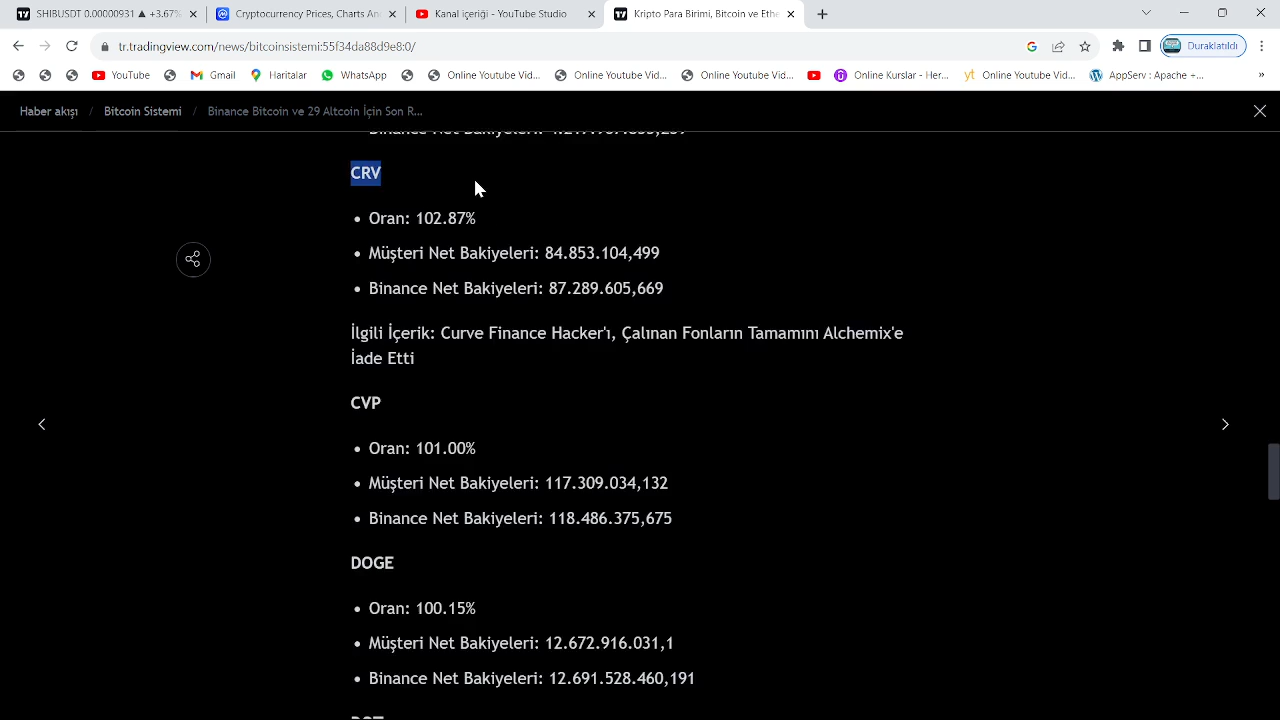 SHIBUSDT 0.00000931 ▲ +3.67%
Cryptocurrency Prices, Charts An
Kanal içeriği - YouTube Studio
Kripto Para Birimi, Bitcoin ve Ethe
tr.tradingview.com/news/bitcoinsistemi:55f34da88d9e8:0/
Duraklatıldı
YouTube
Gmail
Haritalar
WhatsApp
Online Youtube Vid...
Online Youtube Vid...
Online Youtube Vid...
Online Kurslar - Her...
yt Online Youtube Vid...
AppServ : Apache +...
Haber akışı / Bitcoin Sistemi / Binance Bitcoin ve 29 Altcoin İçin Son R...
CRV
• Oran: 102.87%
• Müşteri Net Bakiyeleri: 84.853.104,499
• Binance Net Bakiyeleri: 87.289.605,669
İlgili İçerik: Curve Finance Hacker'ı, Çalınan Fonların Tamamını Alchemix'e
İade Etti
CVP
• Oran: 101.00%
• Müşteri Net Bakiyeleri: 117.309.034,132
• Binance Net Bakiyeleri: 118.486.375,675
DOGE
• Oran: 100.15%
• Müşteri Net Bakiyeleri: 12.672.916.031,1
• Binance Net Bakiyeleri: 12.691.528.460,191